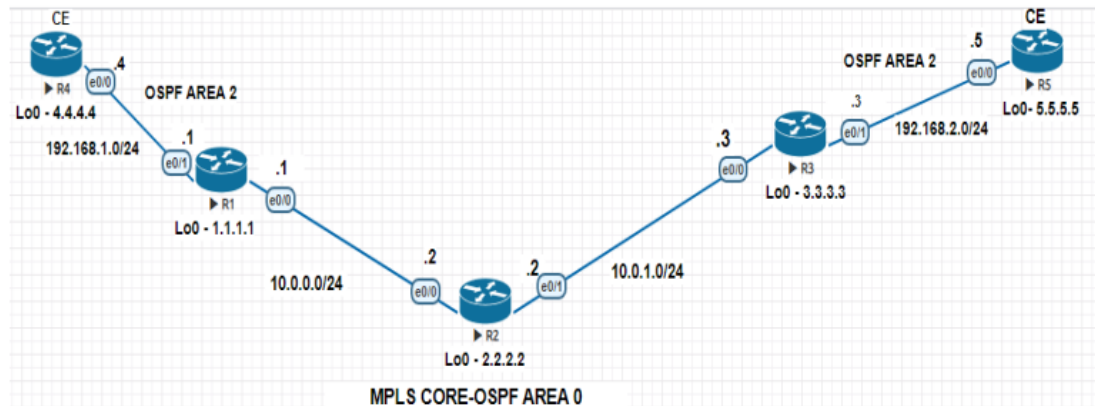 CE
.4
e0/0
R4
OSPF AREA 2
Lo0 - 4.4.4.4
192.168.1.0/24
.1
e0/1
R1
.1
e0/0
Lo0 - 1.1.1.1
10.0.0.0/24
.2
e0/0
R2
.2
e0/1
Lo0 - 2.2.2.2
10.0.1.0/24
.3
e0/0
R3
.3
e0/1
Lo0 - 3.3.3.3
192.168.2.0/24
OSPF AREA 2
.5
e0/0
CE
R5
Lo0- 5.5.5.5
MPLS CORE-OSPF AREA 0